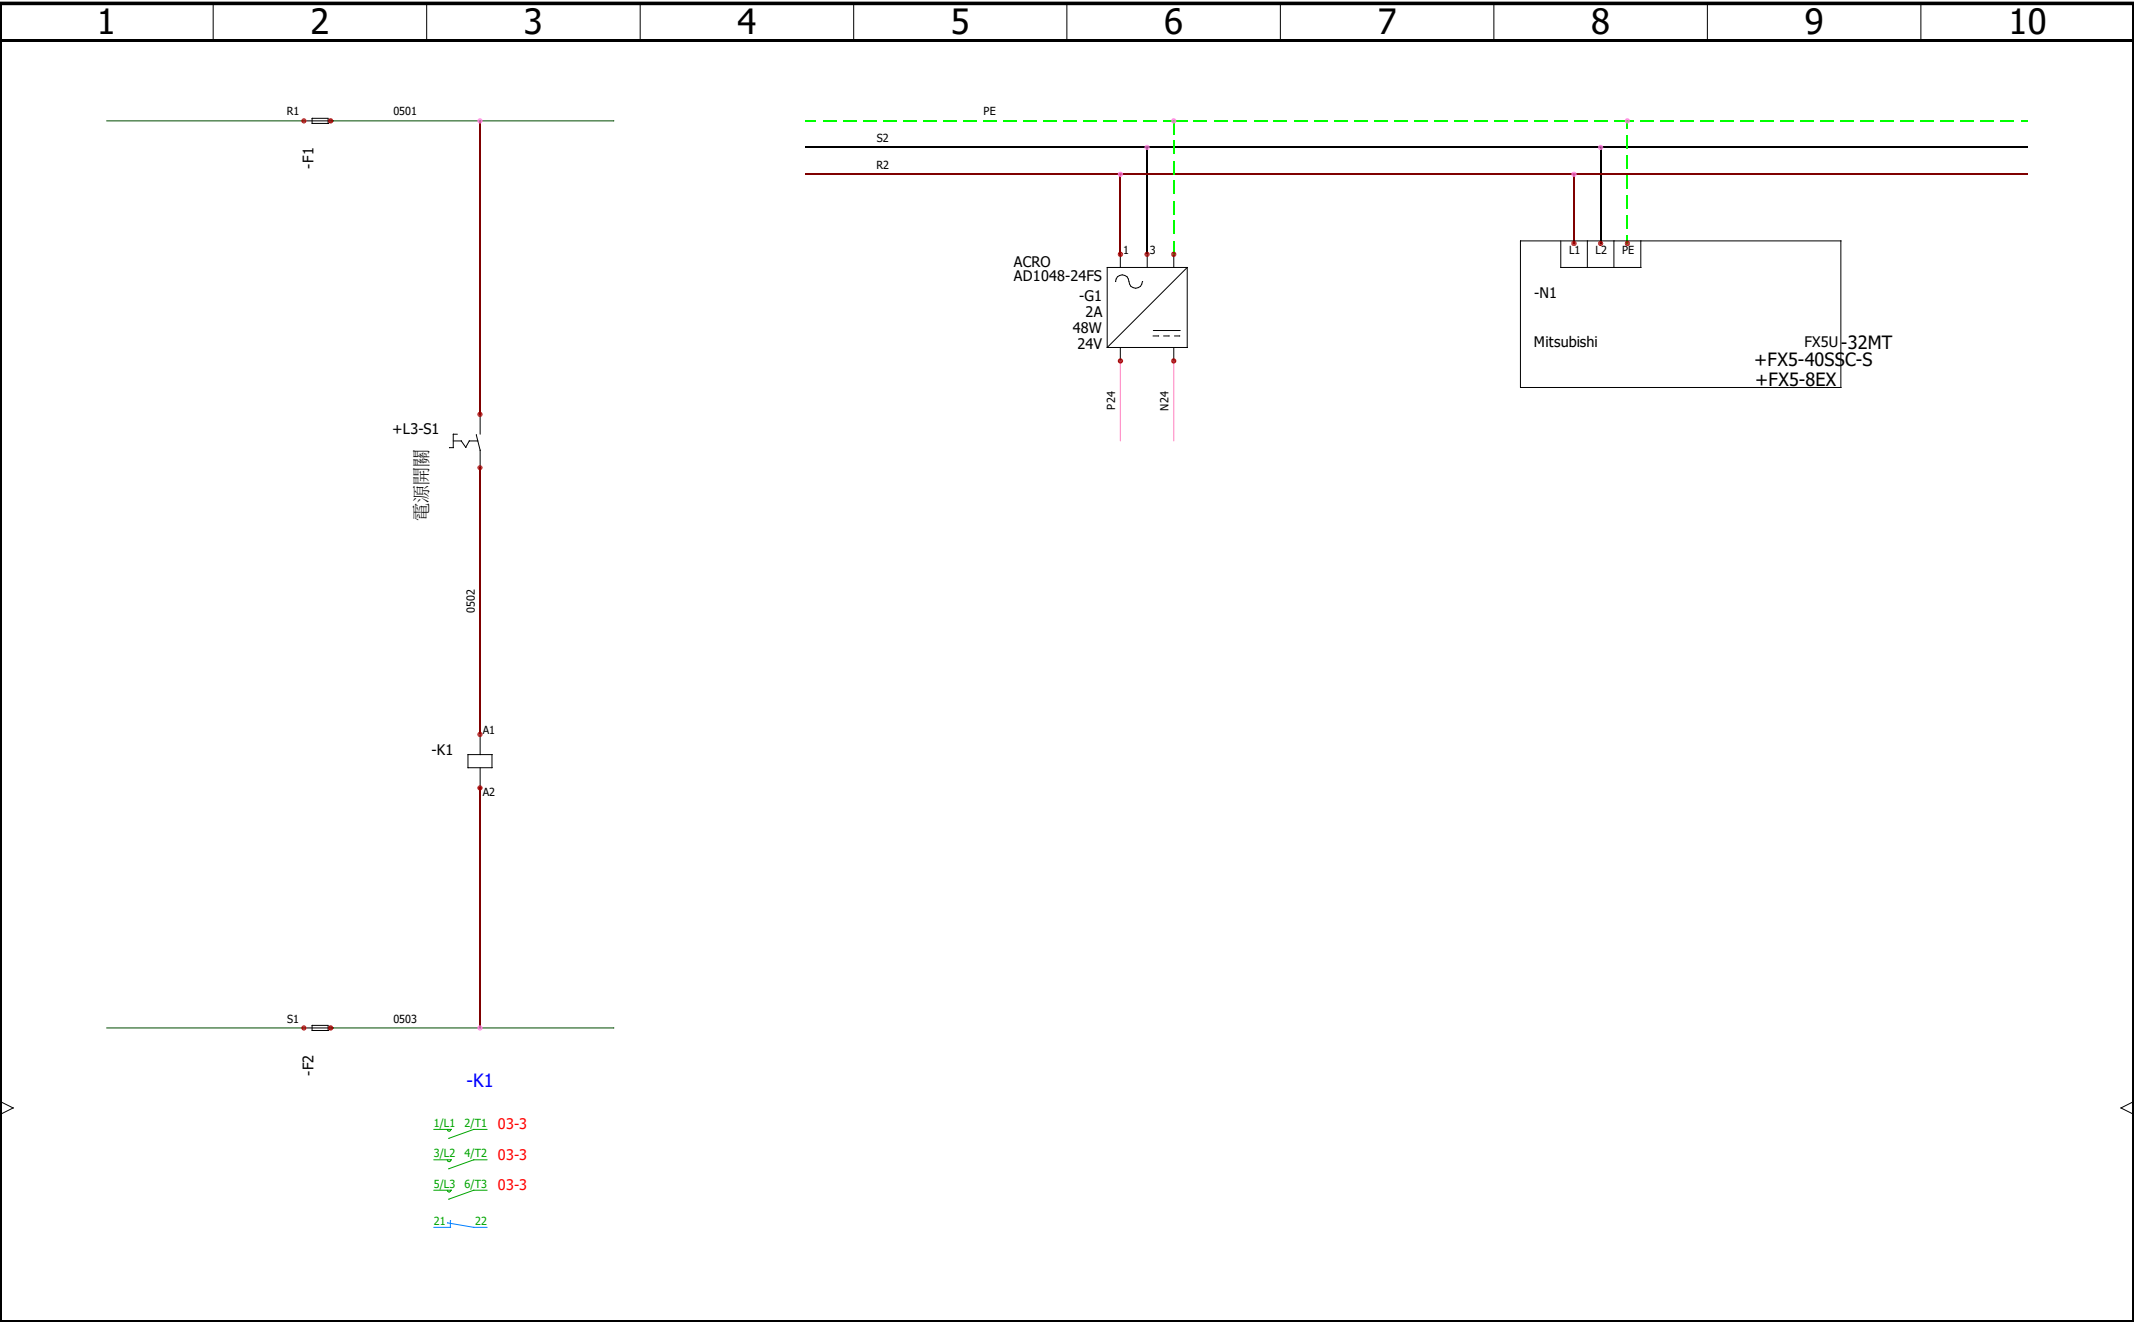 1 2 3 4 5 6 7 8 9 10
R1 0501
-F1
PE
S2
R2
1 3
ACRO
AD1048-24FS
-G1
2A
48W
24V
P24
N24
L1 L2 PE
-N1
Mitsubishi FX5U-32MT
+FX5-40SSC-S
+FX5-8EX
+L3-S1
電源開關
0502
A1
-K1
A2
S1 0503
-F2
-K1
1/L1 2/T1 03-3
3/L2 4/T2 03-3
5/L3 6/T3 03-3
21 22